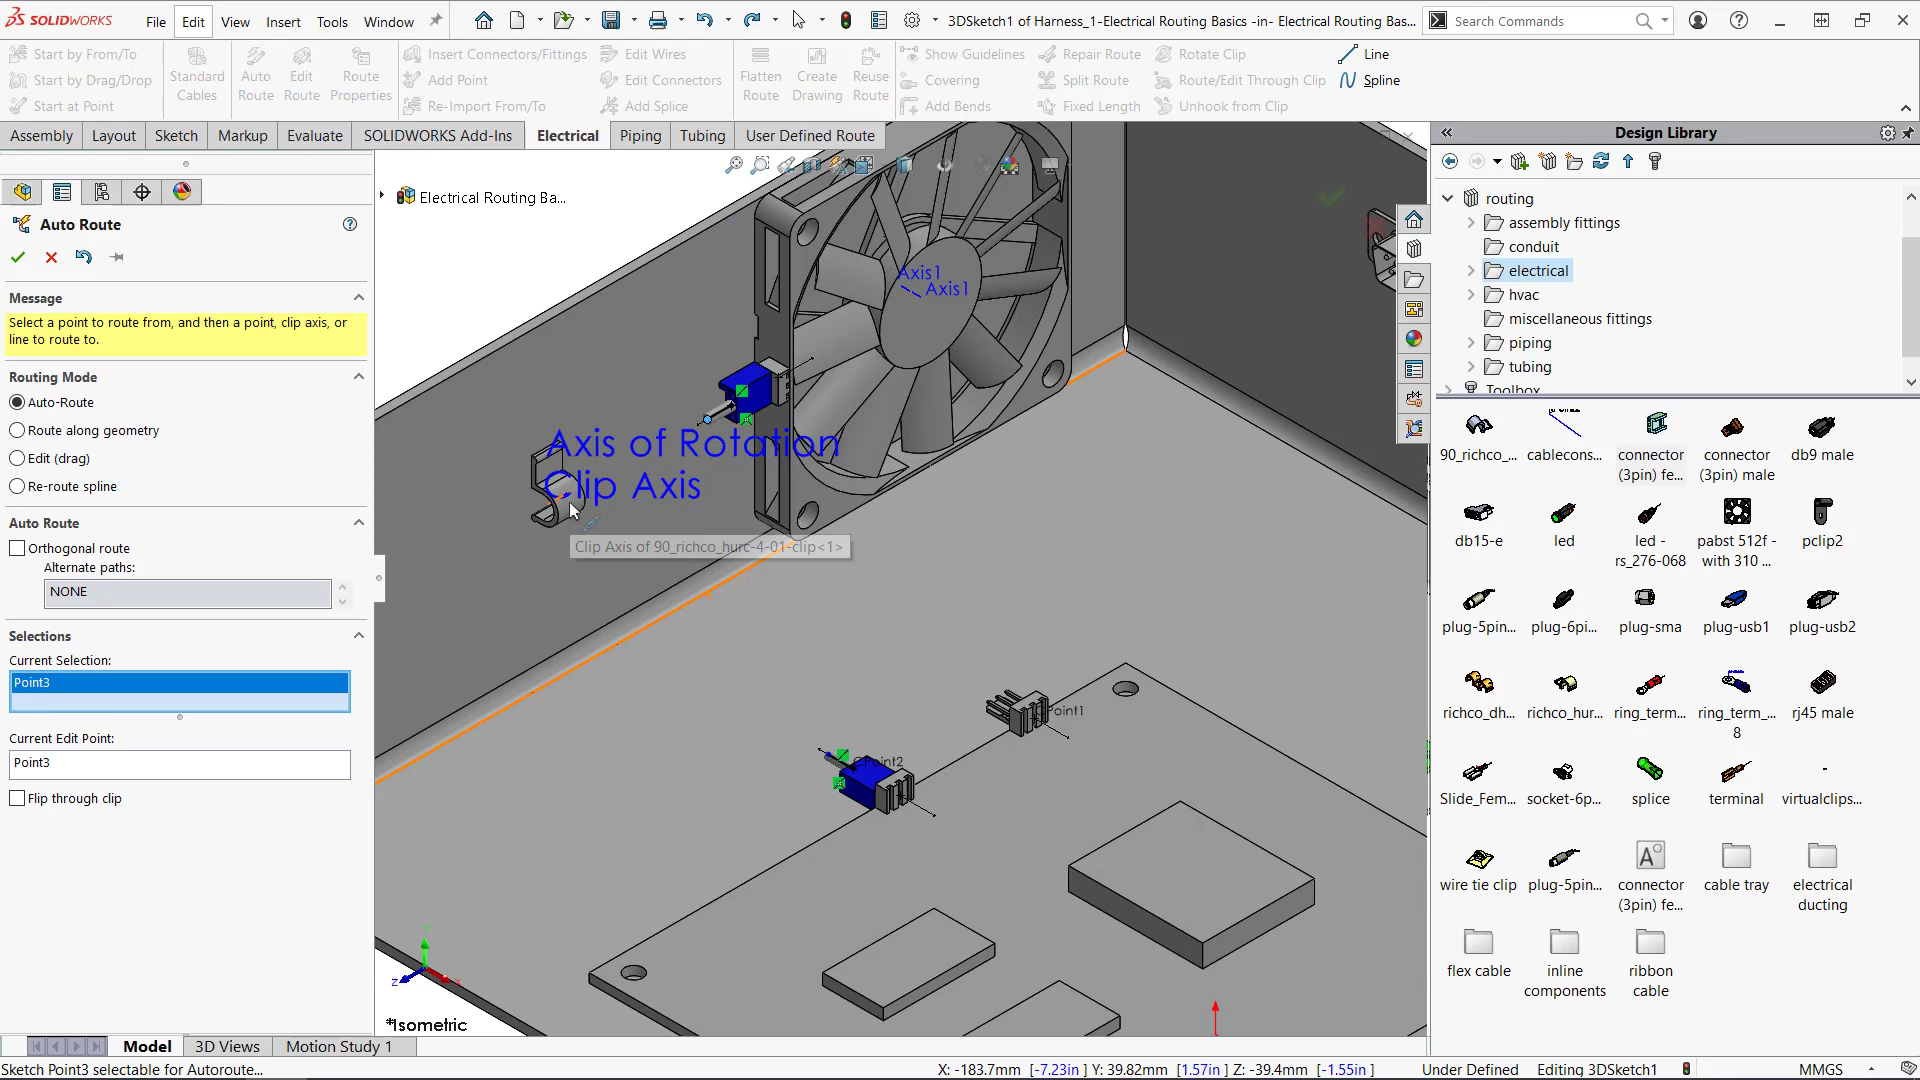 SOLIDWORKS
File Edit View Insert Tools Window
3DSketch1 of Harness_1-Electrical Routing Basics -in- Electrical Routing Bas...
Search Commands
Start by From/To
Start by Drag/Drop
Start at Point
Standard Cables
Auto Route
Edit Route
Route Properties
Insert Connectors/Fittings
Add Point
Re-Import From/To
Edit Wires
Edit Connectors
Add Splice
Flatten Route
Create Drawing
Reuse Route
Show Guidelines
Covering
Add Bends
Repair Route
Split Route
Fixed Length
Rotate Clip
Route/Edit Through Clip
Unhook from Clip
Line
Spline
Assembly Layout Sketch Markup Evaluate SOLIDWORKS Add-Ins Electrical Piping Tubing User Defined Route
Auto Route
Message
Select a point to route from, and then a point, clip axis, or
line to route to.
Routing Mode
Auto-Route
Route along geometry
Edit (drag)
Re-route spline
Auto Route
Orthogonal route
Alternate paths:
NONE
Selections
Current Selection:
Point3
Current Edit Point:
Point3
Flip through clip
Electrical Routing Ba...
Axis1
Axis1
Axis of Rotation
Clip Axis
Clip Axis of 90_richco_hurc-4-01-clip<1>
Point1
CPoint2
Y
Z
X
*Isometric
Design Library
routing
assembly fittings
conduit
electrical
hvac
miscellaneous fittings
piping
tubing
Toolbox
90_richco_...
cablecons...
connector
(3pin) fe...
connector
(3pin) male
db9 male
db15-e
led
led -
rs_276-068
pabst 512f -
with 310 ...
pclip2
plug-5pin...
plug-6pi...
plug-sma
plug-usb1
plug-usb2
richco_dh...
richco_hur...
ring_term...
ring_term_...
8
rj45 male
Slide_Fem...
socket-6p...
splice
terminal
virtualclips...
wire tie clip
plug-5pin...
connector
(3pin) fe...
cable tray
electrical
ducting
flex cable
inline
components
ribbon
cable
Model 3D Views Motion Study 1
Sketch Point3 selectable for Autoroute...
X: -183.7mm [-7.23in ] Y: 39.82mm [1.57in ] Z: -39.4mm [-1.55in ]
Under Defined
Editing 3DSketch1
MMGS